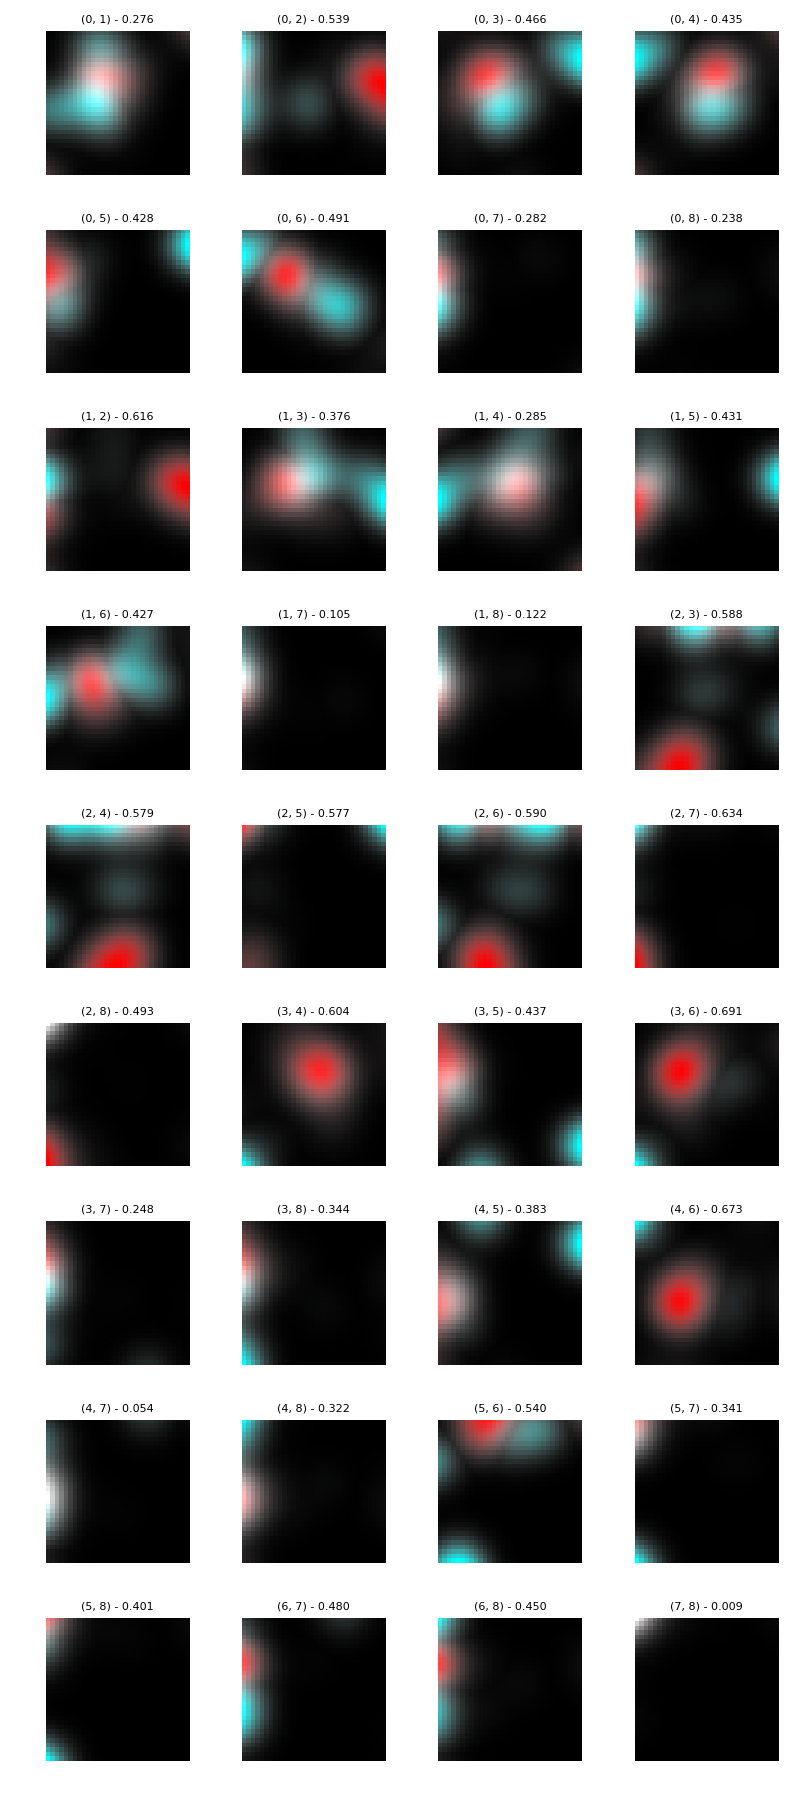 (0, 1) - 0.276 (0, 2) - 0.539 (0, 3) - 0.466 (0, 4) - 0.435
(0, 5) - 0.428 (0, 6) - 0.491 (0, 7) - 0.282 (0, 8) - 0.238
(1, 2) - 0.616 (1, 3) - 0.376 (1, 4) - 0.285 (1, 5) - 0.431
(1, 6) - 0.427 (1, 7) - 0.105 (1, 8) - 0.122 (2, 3) - 0.588
(2, 4) - 0.579 (2, 5) - 0.577 (2, 6) - 0.590 (2, 7) - 0.634
(2, 8) - 0.493 (3, 4) - 0.604 (3, 5) - 0.437 (3, 6) - 0.691
(3, 7) - 0.248 (3, 8) - 0.344 (4, 5) - 0.383 (4, 6) - 0.673
(4, 7) - 0.054 (4, 8) - 0.322 (5, 6) - 0.540 (5, 7) - 0.341
(5, 8) - 0.401 (6, 7) - 0.480 (6, 8) - 0.450 (7, 8) - 0.009